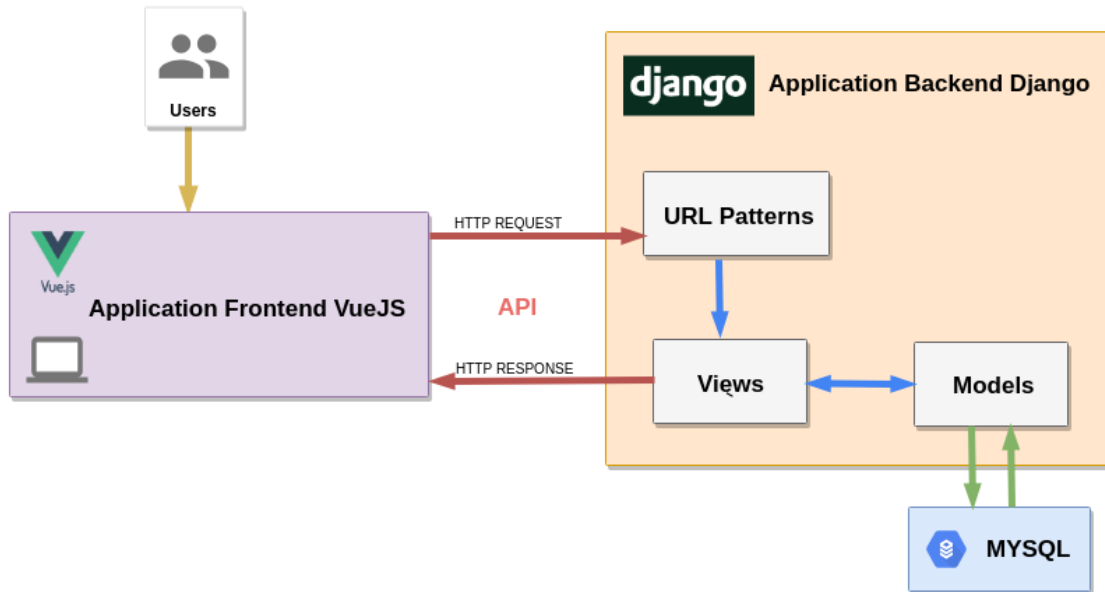 Users
django
Application Backend Django
URL Patterns
HTTP REQUEST
Vue.js
Application Frontend VueJS
API
HTTP RESPONSE
Views
Models
MYSQL